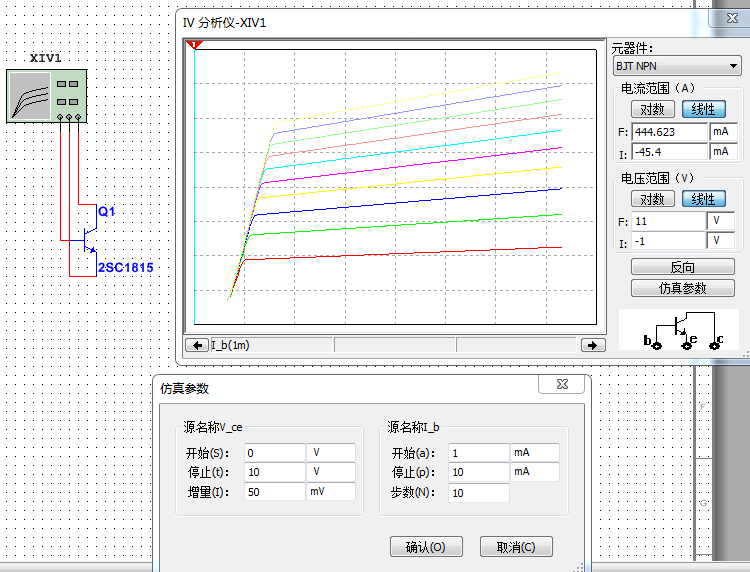 XIV1
Q1
2SC1815
IV 分析仪-XIV1
1
I_b(1m)
元器件:
BJT NPN
电流范围（A）
对数 线性
F: 444.623 mA
I: -45.4 mA
电压范围（V）
对数 线性
F: 11 V
I: -1 V
反向
仿真参数
b e c
仿真参数
源名称V_ce
开始(S): 0 V
停止(t): 10 V
增量(I): 50 mV
源名称I_b
开始(a): 1 mA
停止(p): 10 mA
步数(N): 10
确认(O) 取消(C)
F
G